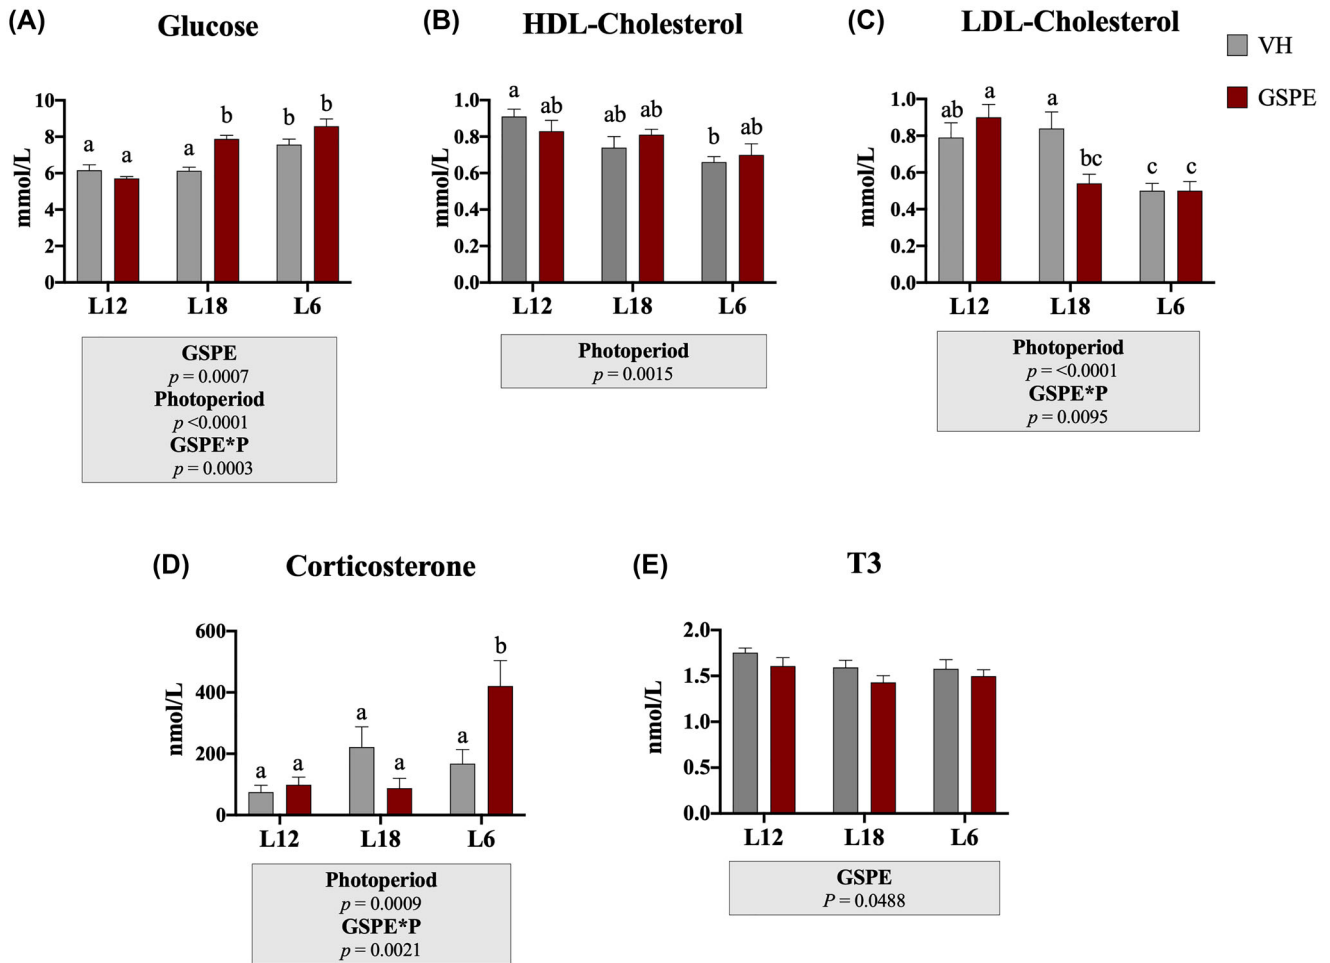 (A) Glucose
(B) HDL-Cholesterol
(C) LDL-Cholesterol
VH
GSPE
mmol/L
10
8
6
4
2
0
a
a
a
b
b
b
L12 L18 L6
GSPE
p = 0.0007
Photoperiod
p <0.0001
GSPE*P
p = 0.0003
mmol/L
1.0
0.8
0.6
0.4
0.2
0.0
a
ab
ab
ab
b
ab
L12 L18 L6
Photoperiod
p = 0.0015
mmol/L
1.0
0.8
0.6
0.4
0.2
0.0
ab
a
a
bc
c
c
L12 L18 L6
Photoperiod
p = <0.0001
GSPE*P
p = 0.0095
(D) Corticosterone
nmol/L
600
400
200
0
a
a
a
a
a
b
L12 L18 L6
Photoperiod
p = 0.0009
GSPE*P
p = 0.0021
(E) T3
nmol/L
2.0
1.5
1.0
0.5
0.0
L12 L18 L6
GSPE
P = 0.0488